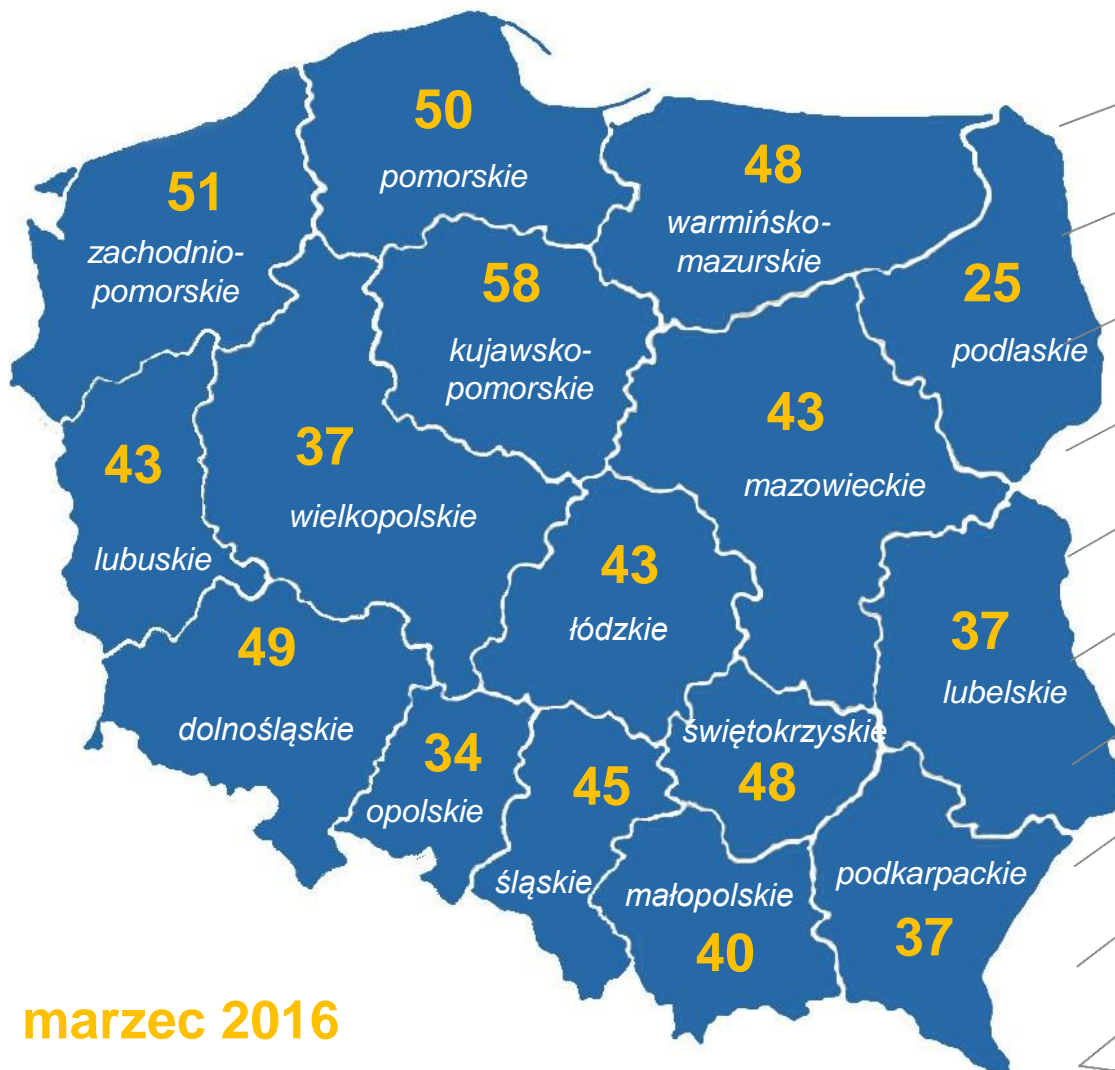 50
pomorskie
51
zachodnio-
pomorskie
48
warmińsko-
mazurskie
58
kujawsko-
pomorskie
25
podlaskie
43
lubuskie
37
wielkopolskie
43
mazowieckie
43
łódzkie
49
dolnośląskie
37
lubelskie
34
opolskie
45
śląskie
świętokrzyskie
48
małopolskie
40
podkarpackie
37
marzec 2016